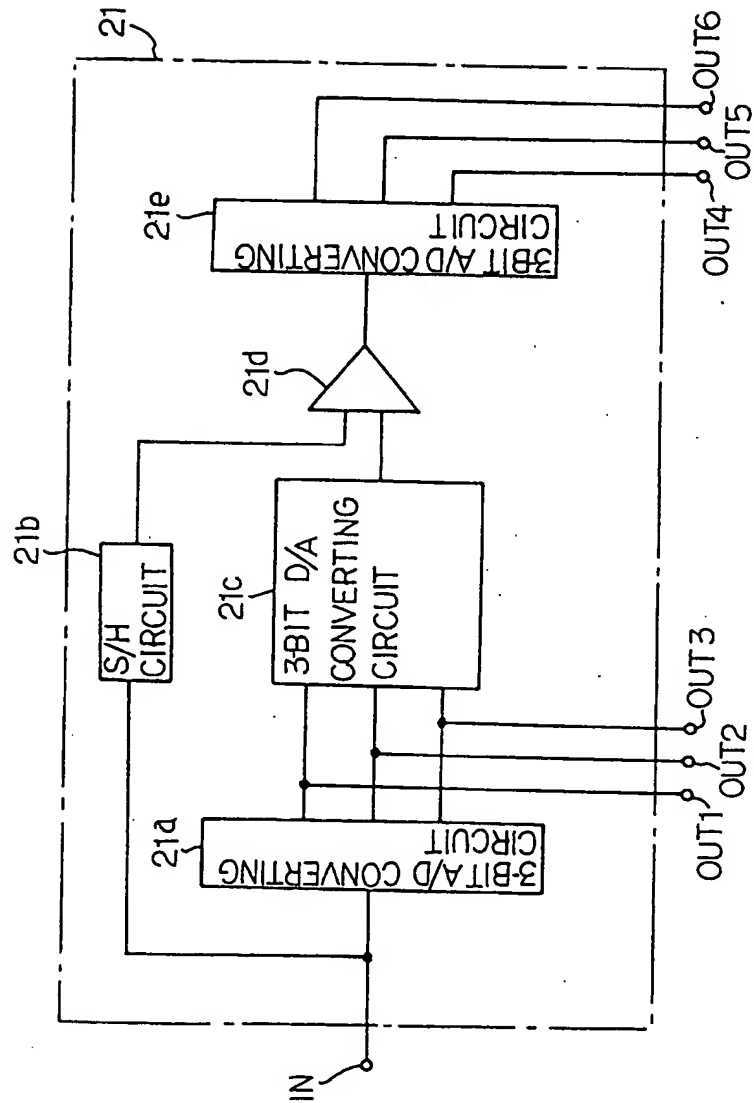 21
21b
S/H
CIRCUIT
21a
3-BIT A/D CONVERTING
CIRCUIT
21c
3-BIT D/A
CONVERTING
CIRCUIT
21d
21e
3-BIT A/D CONVERTING
CIRCUIT
IN
OUT1
OUT2
OUT3
OUT4
OUT5
OUT6